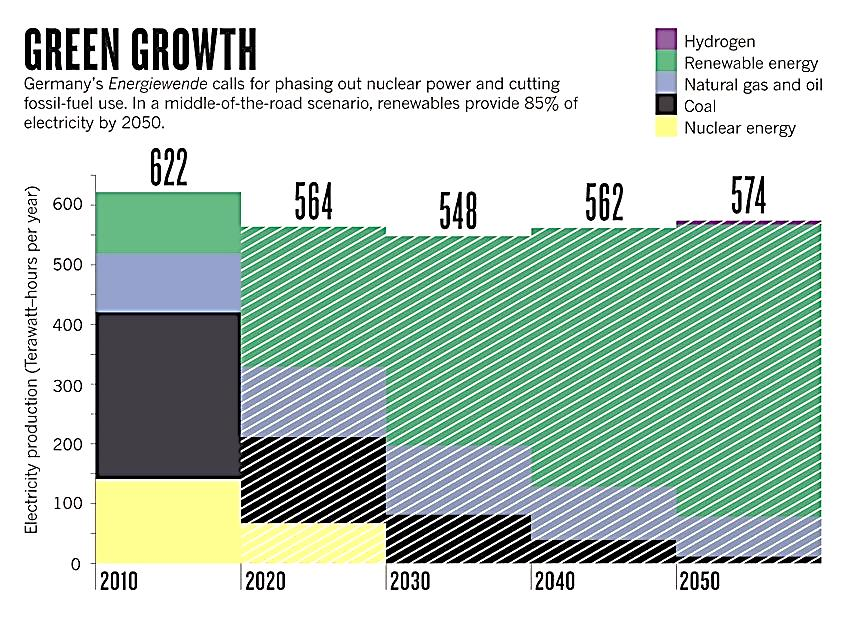 GREEN GROWTH
Germany's Energiewende calls for phasing out nuclear power and cutting
fossil-fuel use. In a middle-of-the-road scenario, renewables provide 85% of
electricity by 2050.
Hydrogen
Renewable energy
Natural gas and oil
Coal
Nuclear energy
Electricity production (Terawatt–hours per year)
600
500
400
300
200
100
0
622
564
548
562
574
2010
2020
2030
2040
2050